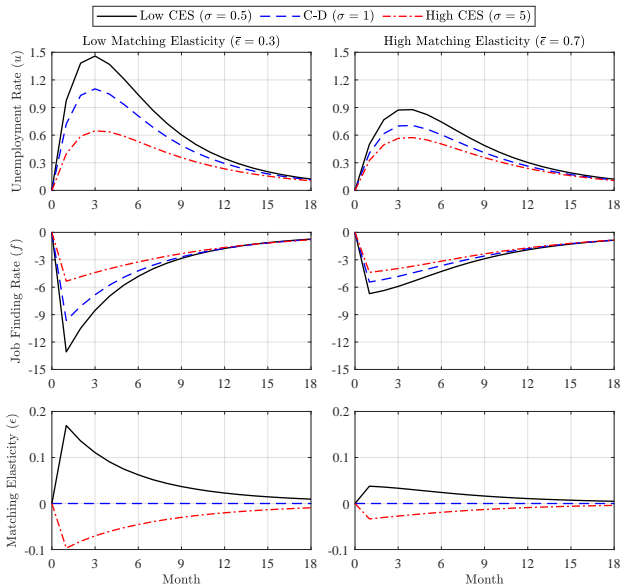 Low CES (σ = 0.5) C-D (σ = 1) High CES (σ = 5)
Low Matching Elasticity (ε̄ = 0.3) High Matching Elasticity (ε̄ = 0.7)
Unemployment Rate (u)
1.5
1.2
0.9
0.6
0.3
0
0 3 6 9 12 15 18
1.5
1.2
0.9
0.6
0.3
0
0 3 6 9 12 15 18
Job Finding Rate (f)
0
-3
-6
-9
-12
-15
0 3 6 9 12 15 18
0
-3
-6
-9
-12
-15
0 3 6 9 12 15 18
Matching Elasticity (ϵ)
0.2
0.1
0
-0.1
0 3 6 9 12 15 18
Month
0.2
0.1
0
-0.1
0 3 6 9 12 15 18
Month